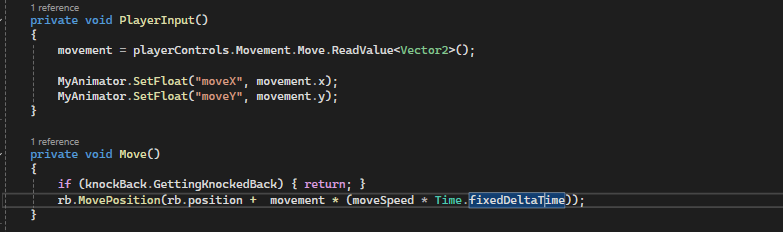 1 reference
private void PlayerInput()
{
movement = playerControls.Movement.Move.ReadValue<Vector2>();
MyAnimator.SetFloat("moveX", movement.x);
MyAnimator.SetFloat("moveY", movement.y);
}
1 reference
private void Move()
{
if (knockBack.GettingKnockedBack) { return; }
rb.MovePosition(rb.position +  movement * (moveSpeed * Time.fixedDeltaTime));
}